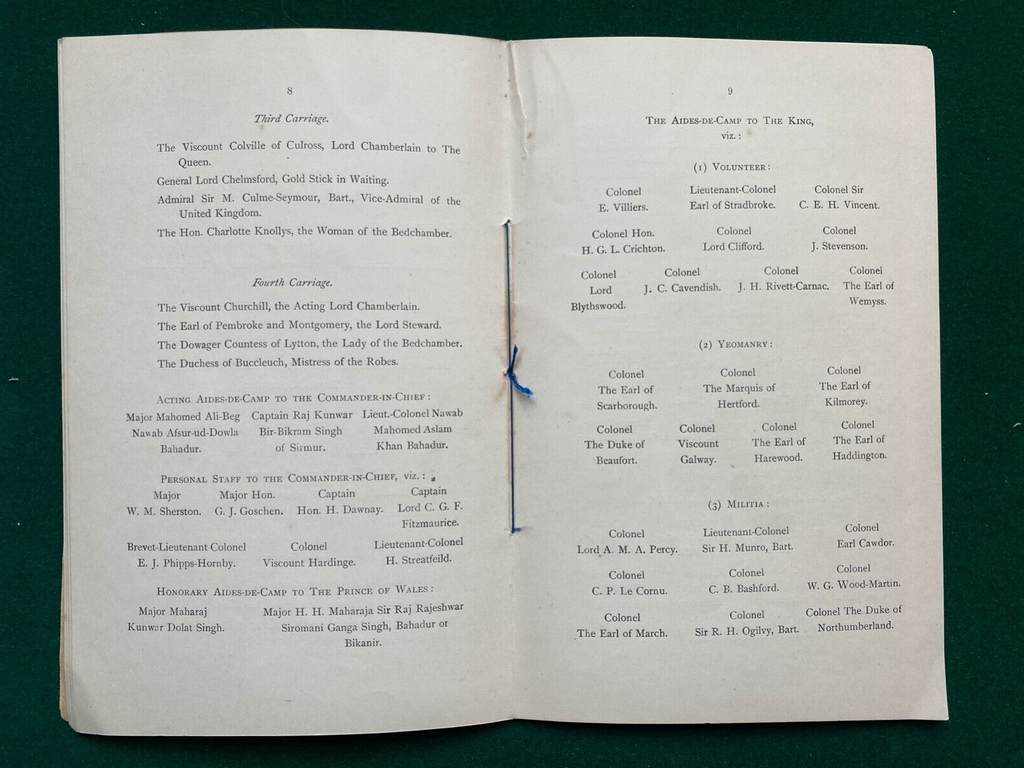 8
Third Carriage.
The Viscount Colville of Culross, Lord Chamberlain to The
Queen.
General Lord Chelmsford, Gold Stick in Waiting.
Admiral Sir M. Culme-Seymour, Bart., Vice-Admiral of the
United Kingdom.
The Hon. Charlotte Knollys, the Woman of the Bedchamber.
Fourth Carriage.
The Viscount Churchill, the Acting Lord Chamberlain.
The Earl of Pembroke and Montgomery, the Lord Steward.
The Dowager Countess of Lytton, the Lady of the Bedchamber.
The Duchess of Buccleuch, Mistress of the Robes.
Acting Aides-de-Camp to the Commander-in-Chief:
Major Mahomed Ali-Beg Captain Raj Kunwar Lieut.-Colonel Nawab
Nawab Afsur-ud-Dowla Bir-Bikram Singh Mahomed Aslam
Bahadur. of Sirmur. Khan Bahadur.
Personal Staff to the Commander-in-Chief, viz.:
Major Major Hon. Captain Captain
W. M. Sherston. G. J. Goschen. Hon. H. Dawnay. Lord C. G. F.
Fitzmaurice.
Brevet-Lieutenant Colonel Colonel Lieutenant-Colonel
E. J. Phipps-Hornby. Viscount Hardinge. H. Streatfeild.
Honorary Aides-de-Camp to The Prince of Wales:
Major Maharaj Major H. H. Maharaja Sir Raj Rajeshwar
Kunwar Dolat Singh. Siromani Ganga Singh, Bahadur of
Bikanir.
9
The Aides-de-Camp to The King,
viz.:
(1) Volunteer:
Colonel Lieutenant-Colonel Colonel Sir
E. Villiers. Earl of Stradbroke. C. E. H. Vincent.
Colonel Hon. Colonel Colonel
H. G. L. Crichton. Lord Clifford. J. Stevenson.
Colonel Colonel Colonel Colonel
Lord J. C. Cavendish. J. H. Rivett-Carnac. The Earl of
Blythswood. Wemyss.
(2) Yeomanry:
Colonel Colonel Colonel
The Earl of The Marquis of The Earl of
Scarborough. Hertford. Kilmorey.
Colonel Colonel Colonel Colonel
The Duke of Viscount The Earl of The Earl of
Beaufort. Galway. Harewood. Haddington.
(3) Militia:
Colonel Lieutenant-Colonel Colonel
Lord A. M. A. Percy. Sir H. Munro, Bart. Earl Cawdor.
Colonel Colonel Colonel
C. P. Le Cornu. C. B. Bashford. W. G. Wood-Martin.
Colonel Colonel Colonel The Duke of
The Earl of March. Sir R. H. Ogilvy, Bart. Northumberland.